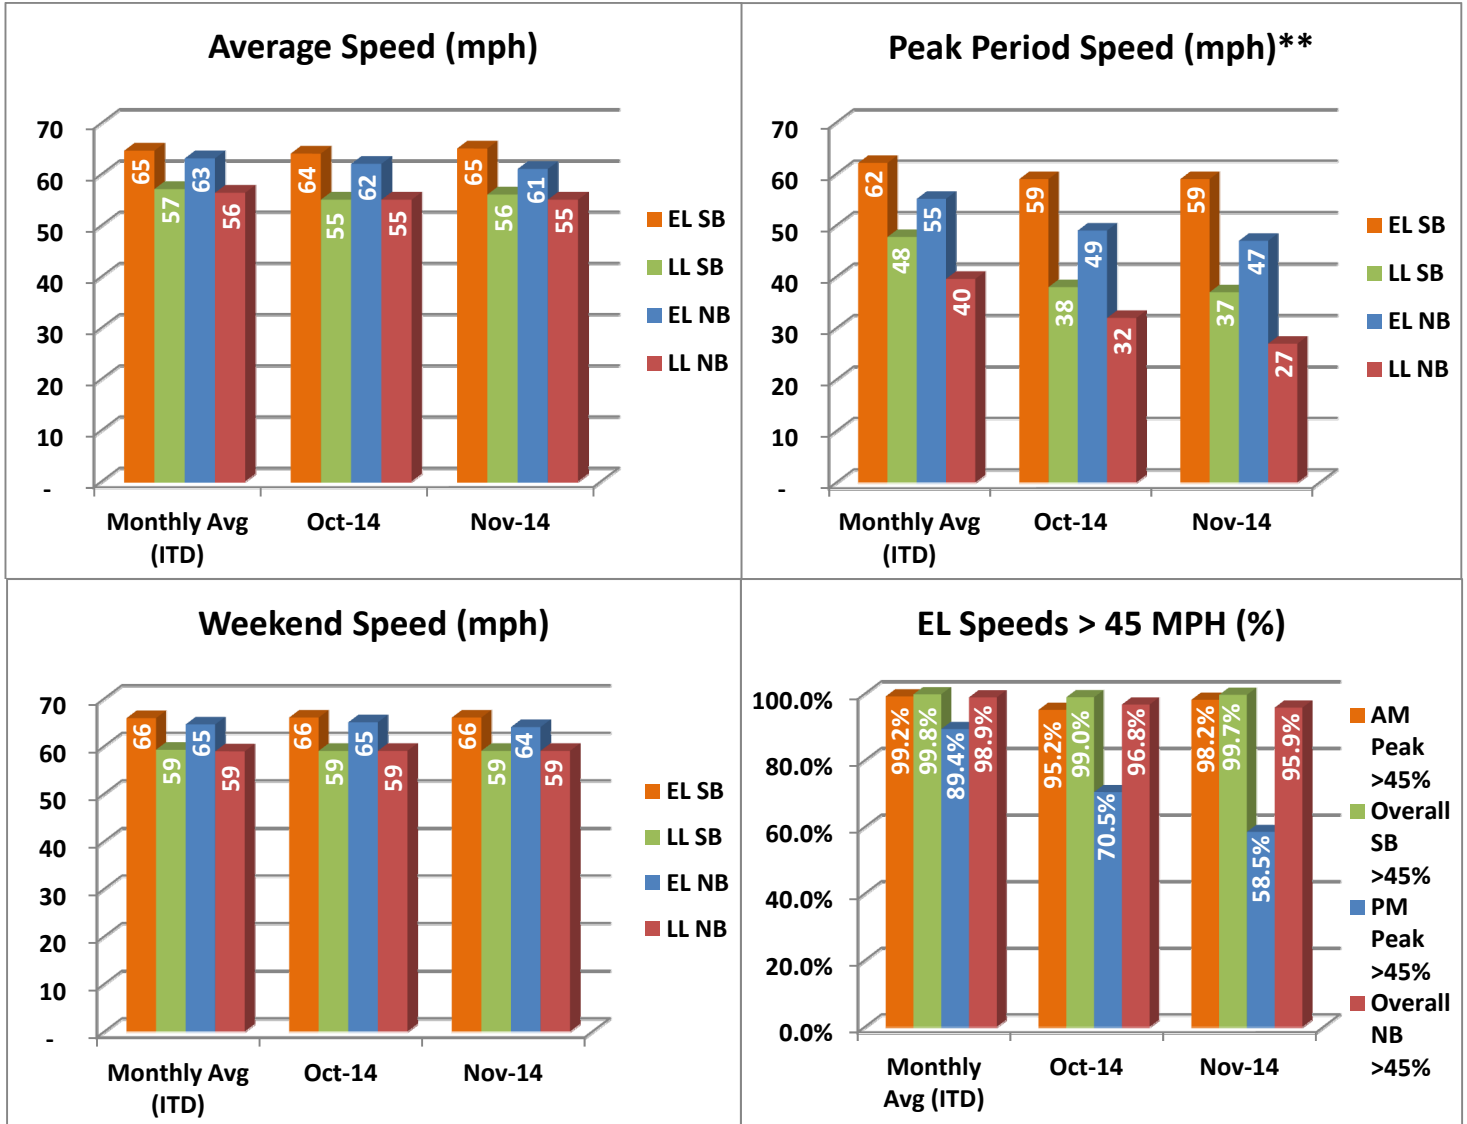 Average Speed (mph)
70
60
50
40
30
20
10
-
65
57
63
56
64
55
62
55
65
56
61
55
Monthly Avg
(ITD)
Oct-14
Nov-14
EL SB
LL SB
EL NB
LL NB
Peak Period Speed (mph)**
70
60
50
40
30
20
10
-
62
48
55
40
59
38
49
32
59
37
47
27
Monthly Avg
(ITD)
Oct-14
Nov-14
EL SB
LL SB
EL NB
LL NB
Weekend Speed (mph)
70
60
50
40
30
20
10
-
66
59
65
59
66
59
65
59
66
59
64
59
Monthly Avg
(ITD)
Oct-14
Nov-14
EL SB
LL SB
EL NB
LL NB
EL Speeds > 45 MPH (%)
100.0%
80.0%
60.0%
40.0%
20.0%
0.0%
99.2%
99.8%
89.4%
98.9%
95.2%
99.0%
70.5%
96.8%
98.2%
99.7%
58.5%
95.9%
Monthly
Avg (ITD)
Oct-14
Nov-14
AM
Peak
>45%
Overall
SB
>45%
PM
Peak
>45%
Overall
NB
>45%